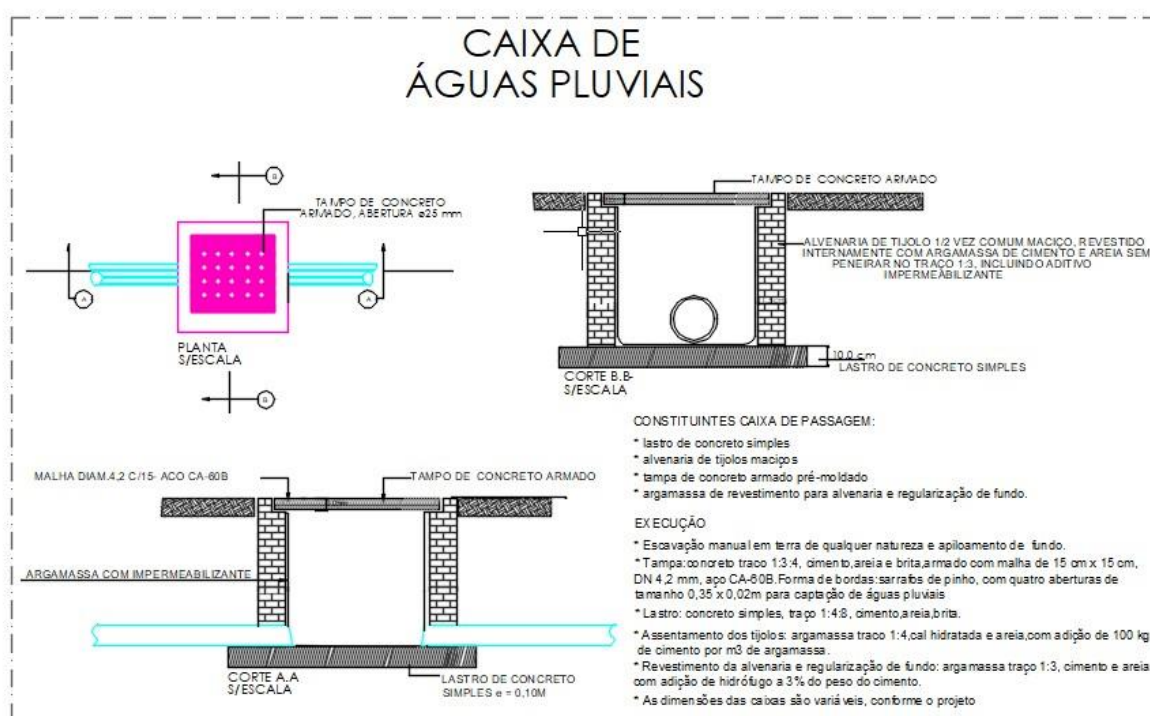 CAIXA DE
ÁGUAS PLUVIAIS
B
TAMPO DE CONCRETO
ARMADO, ABERTURA ø25 mm
A
A
PLANTA
S/ESCALA
B
TAMPO DE CONCRETO ARMADO
ALVENARIA DE TIJOLO 1/2 VEZ COMUM MACIÇO, REVESTIDO
INTERNAMENTE COM ARGAMASSA DE CIMENTO E AREIA SEM
PENEIRAR NO TRAÇO 1:3, INCLUINDO ADITIVO
IMPERMEABILIZANTE
10,0 cm
LASTRO DE CONCRETO SIMPLES
CORTE B.B-
S/ESCALA
MALHA DIAM.4,2 C/15- ACO CA-60B
TAMPO DE CONCRETO ARMADO
ARGAMASSA COM IMPERMEABILIZANTE
CORTE A.A
S/ESCALA
LASTRO DE CONCRETO
SIMPLES e = 0,10M
CONSTITUINTES CAIXA DE PASSAGEM:
* lastro de concreto simples
* alvenaria de tijolos maciços
* tampa de concreto armado pré-moldado
* argamassa de revestimento para alvenaria e regularização de fundo.
EXECUÇÃO
* Escavação manual em terra de qualquer natureza e apiloamento de fundo.
* Tampa:concreto traco 1:3:4, cimento,areia e brita,armado com malha de 15 cm x 15 cm,
DN 4,2 mm, aço CA-60B.Forma de bordas:sarrafos de pinho, com quatro aberturas de
tamanho 0,35 x 0,02m para captação de águas pluviais
* Lastro: concreto simples, traço 1:4:8, cimento,areia,brita.
* Assentamento dos tijolos: argamassa traco 1:4,cal hidratada e areia,com adição de 100 kg
de cimento por m3 de argamassa.
* Revestimento da alvenaria e regularização de fundo: argamassa traço 1:3, cimento e areia
com adição de hidrófugo a 3% do peso do cimento.
* As dimensões das caixas são variáveis, conforme o projeto